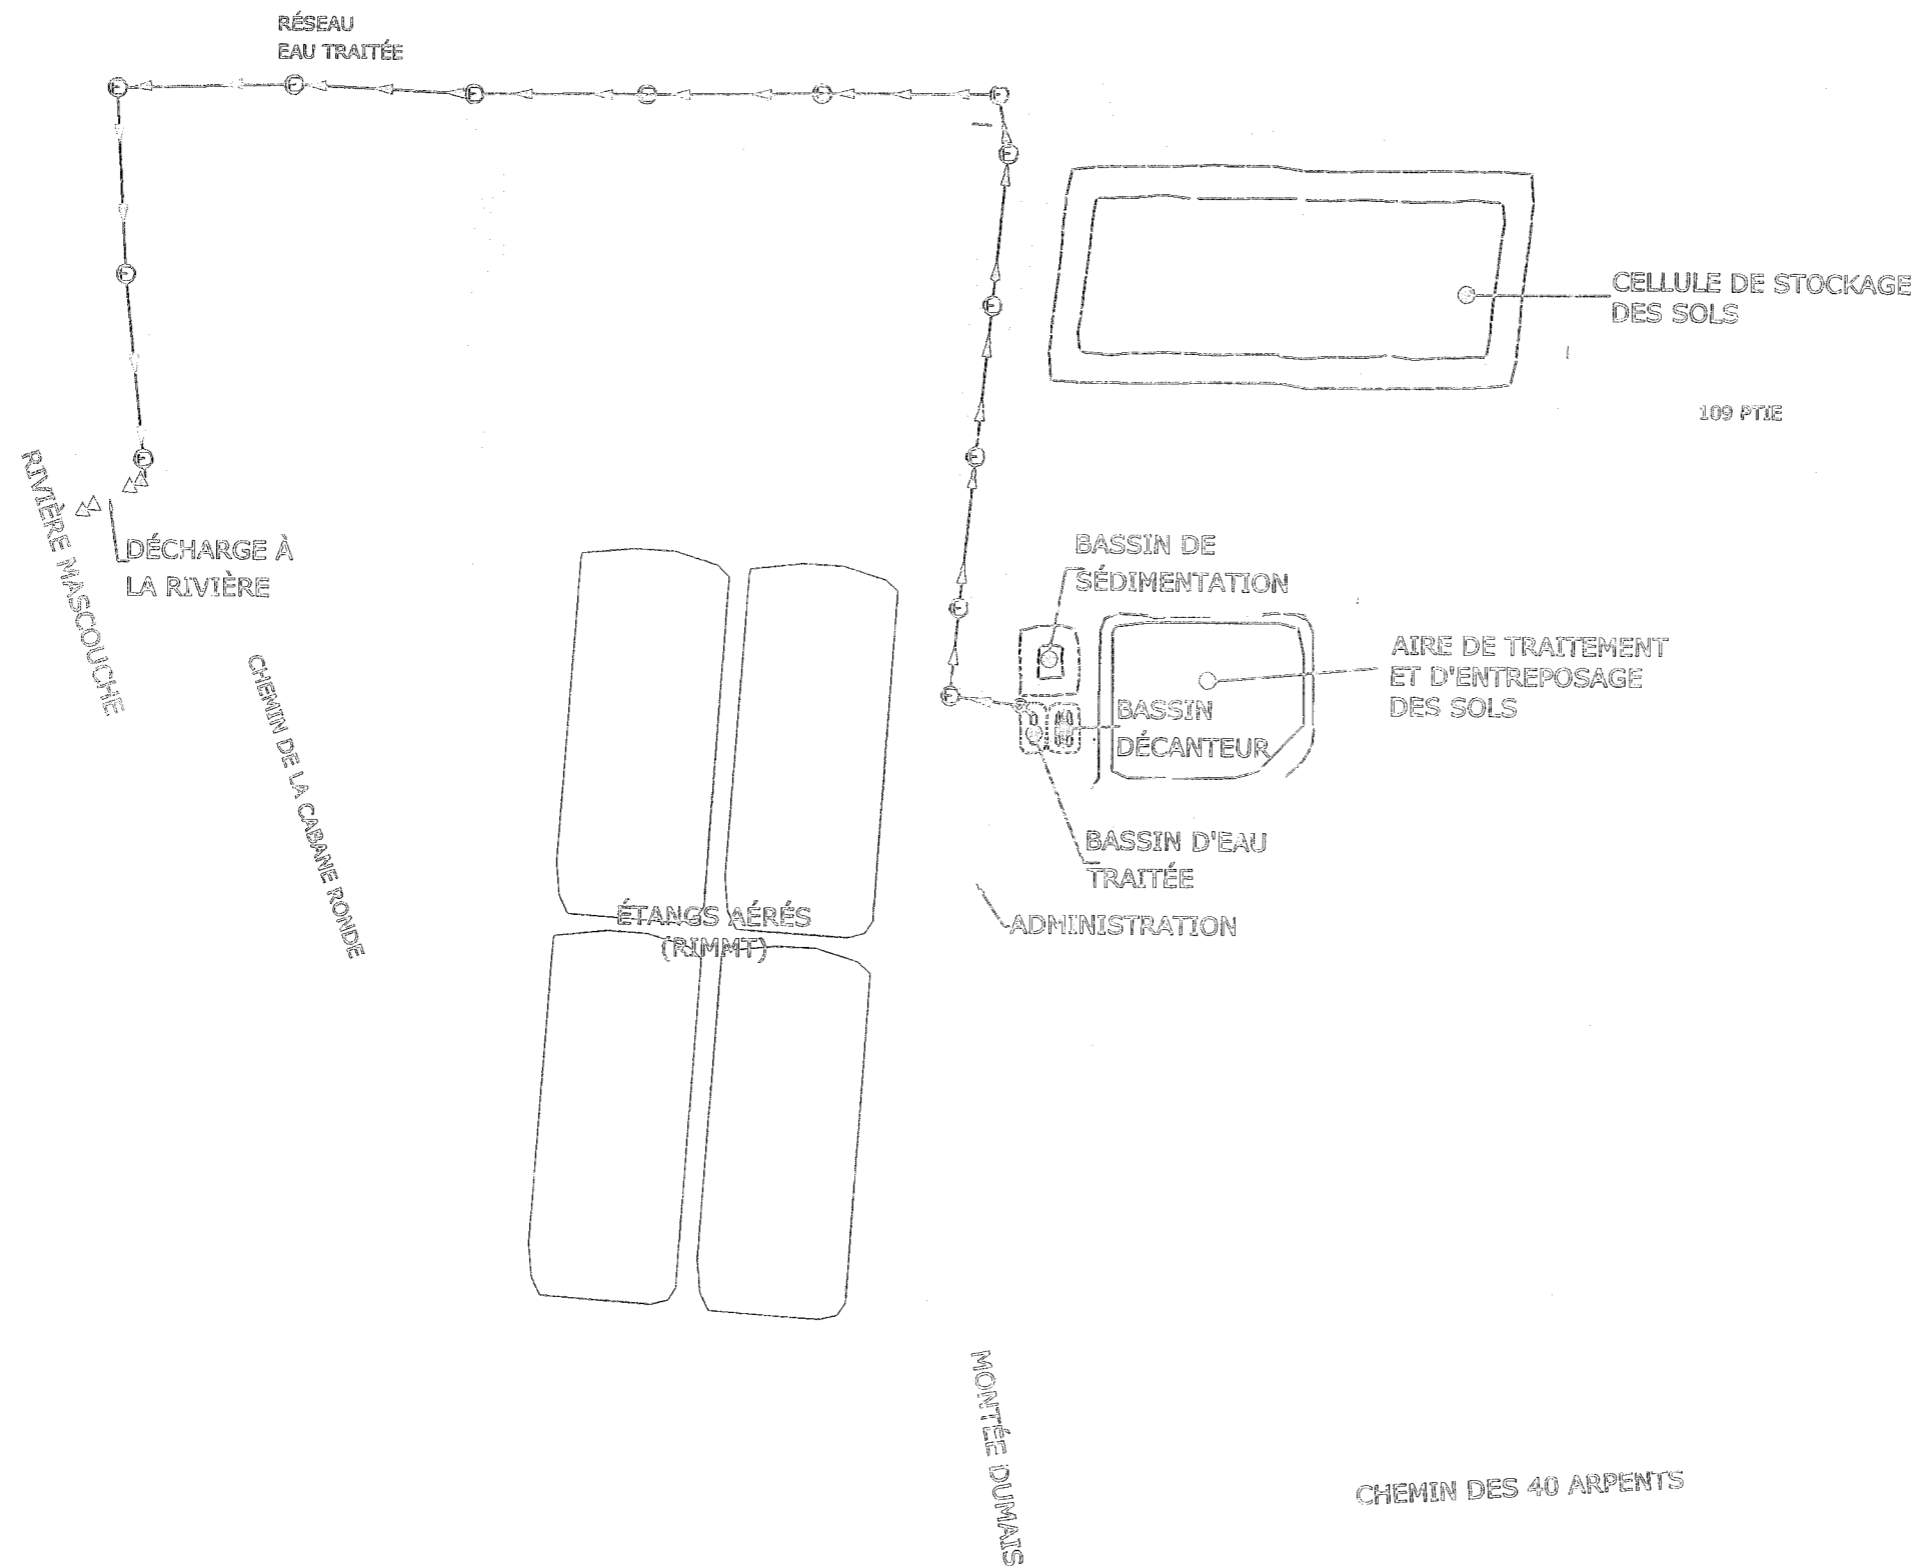 RÉSEAU
EAU TRAITÉE
CELLULE DE STOCKAGE
DES SOLS
109 PTIE
RIVIÈRE MASCOUCHE
DÉCHARGE À
LA RIVIÈRE
BASSIN DE
SÉDIMENTATION
AIRE DE TRAITEMENT
ET D'ENTREPOSAGE
DES SOLS
BASSIN
DÉCANTEUR
CHEMIN DE LA CABANE RONDE
BASSIN D'EAU
TRAITÉE
ÉTANGS AÉRÉS
(RIMMT)
ADMINISTRATION
MONTÉE DUMAIS
CHEMIN DES 40 ARPENTS